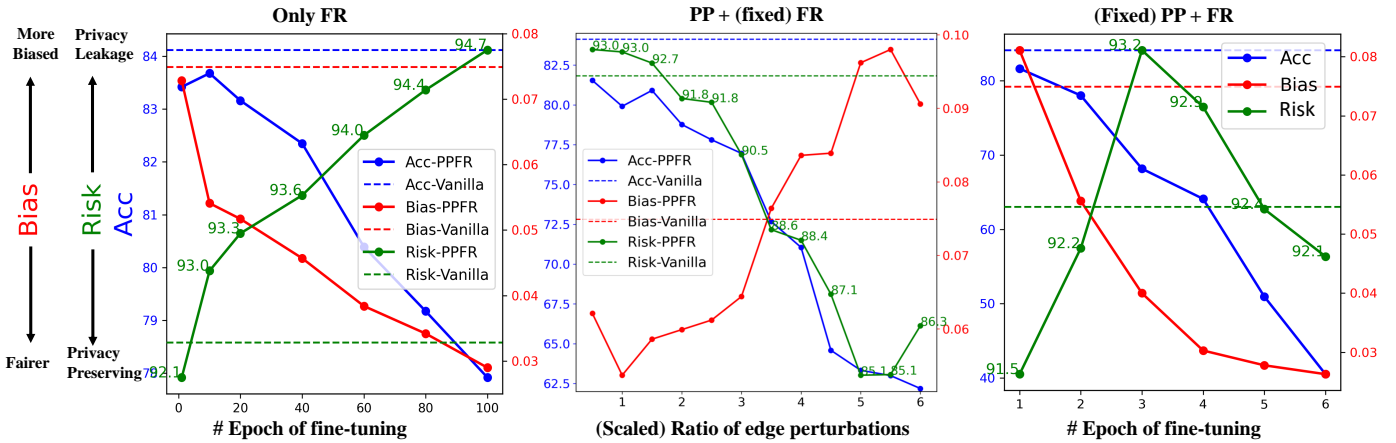 Only FR
PP + (fixed) FR
(Fixed) PP + FR
More
Biased
Privacy
Leakage
Bias
Risk
Acc
Fairer
Privacy
Preserving
84
83
82
81
80
79
78
0.08
0.07
0.06
0.05
0.04
0.03
92.1
93.0
93.3
93.6
94.0
94.4
94.7
Acc-PPFR
Acc-Vanilla
Bias-PPFR
Bias-Vanilla
Risk-PPFR
Risk-Vanilla
0
20
40
60
80
100
# Epoch of fine-tuning
82.5
80.0
77.5
75.0
72.5
70.0
67.5
65.0
62.5
0.10
0.09
0.08
0.07
0.06
93.0
93.0
92.7
91.8
91.8
90.5
88.6
88.4
87.1
85.1
85.1
86.3
Acc-PPFR
Acc-Vanilla
Bias-PPFR
Bias-Vanilla
Risk-PPFR
Risk-Vanilla
1
2
3
4
5
6
(Scaled) Ratio of edge perturbations
80
70
60
50
40
0.08
0.07
0.06
0.05
0.04
0.03
91.5
92.2
93.2
92.9
92.4
92.1
Acc
Bias
Risk
1
2
3
4
5
6
# Epoch of fine-tuning